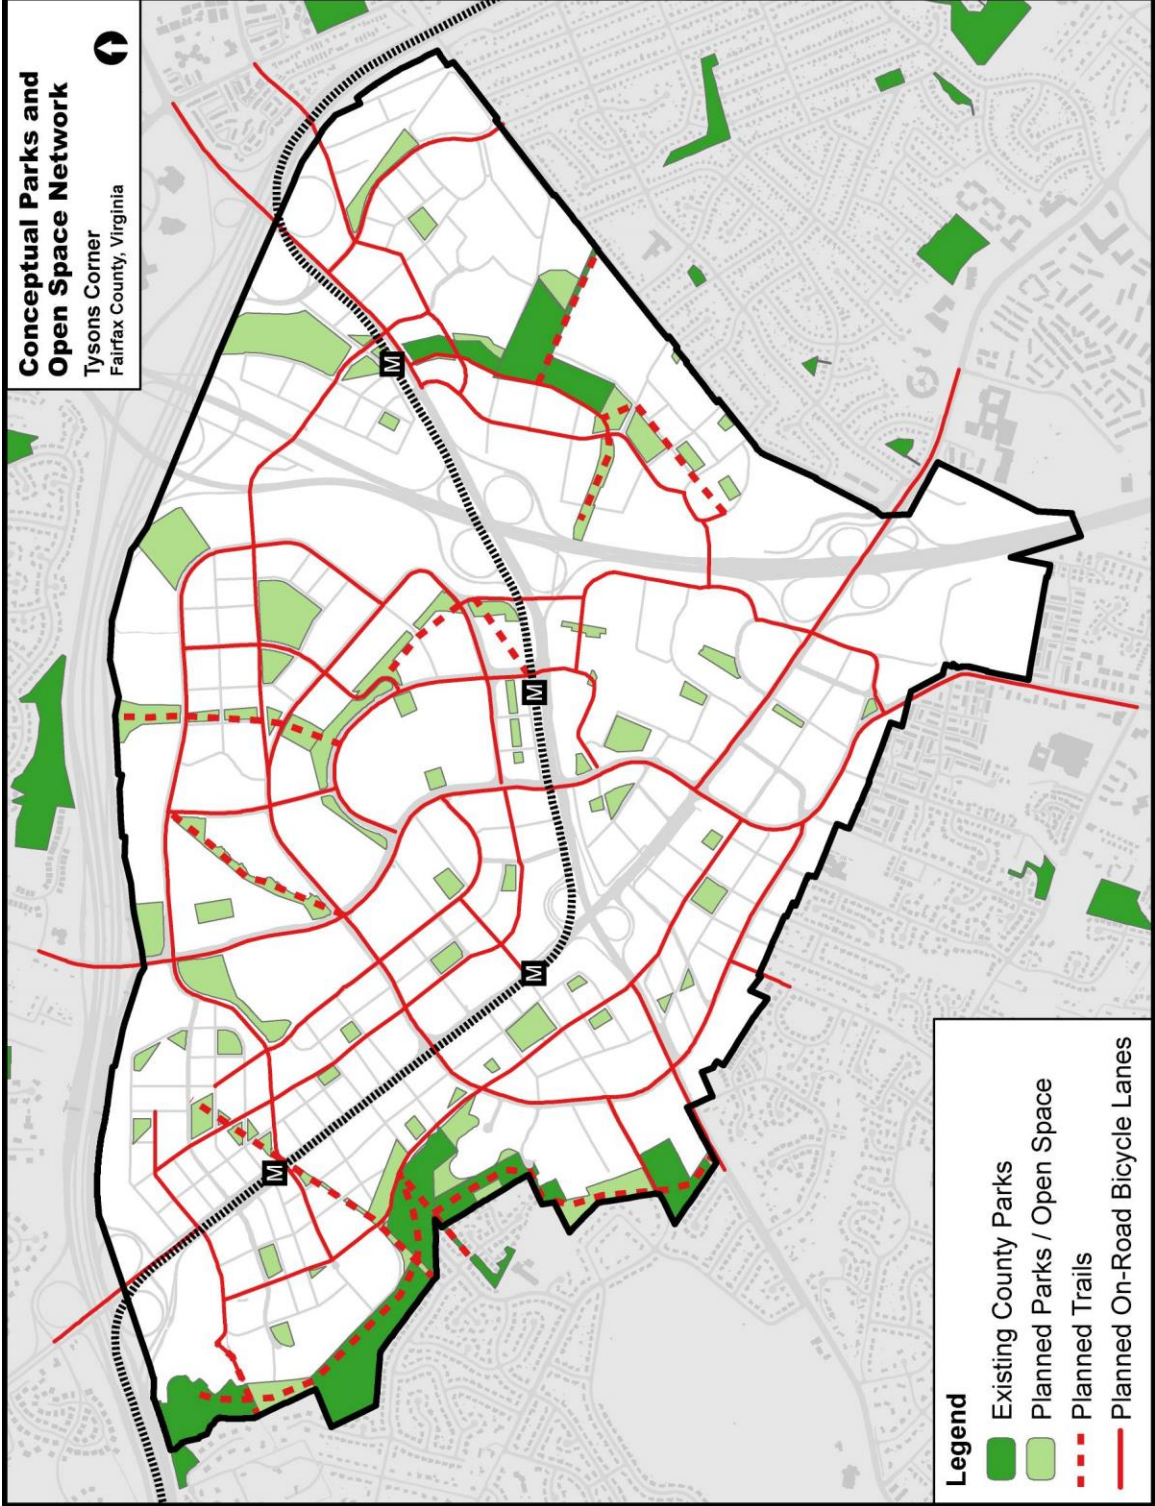 Conceptual Parks and
Open Space Network
Tysons Corner
Fairfax County, Virginia
M
M
M
M
Legend
Existing County Parks
Planned Parks / Open Space
Planned Trails
Planned On-Road Bicycle Lanes